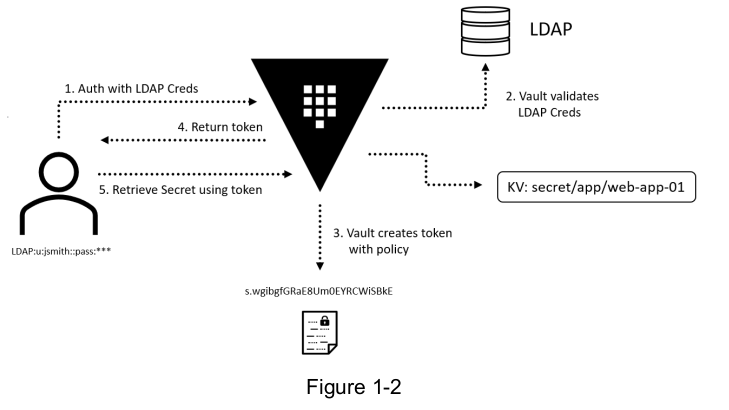 LDAP
1. Auth with LDAP Creds
2. Vault validates
LDAP Creds
4. Return token
5. Retrieve Secret using token
KV: secret/app/web-app-01
3. Vault creates token
with policy
LDAP:u:jsmith::pass:***
s.wgibgfGRaE8Um0EYRCWiSBkE
Figure 1-2